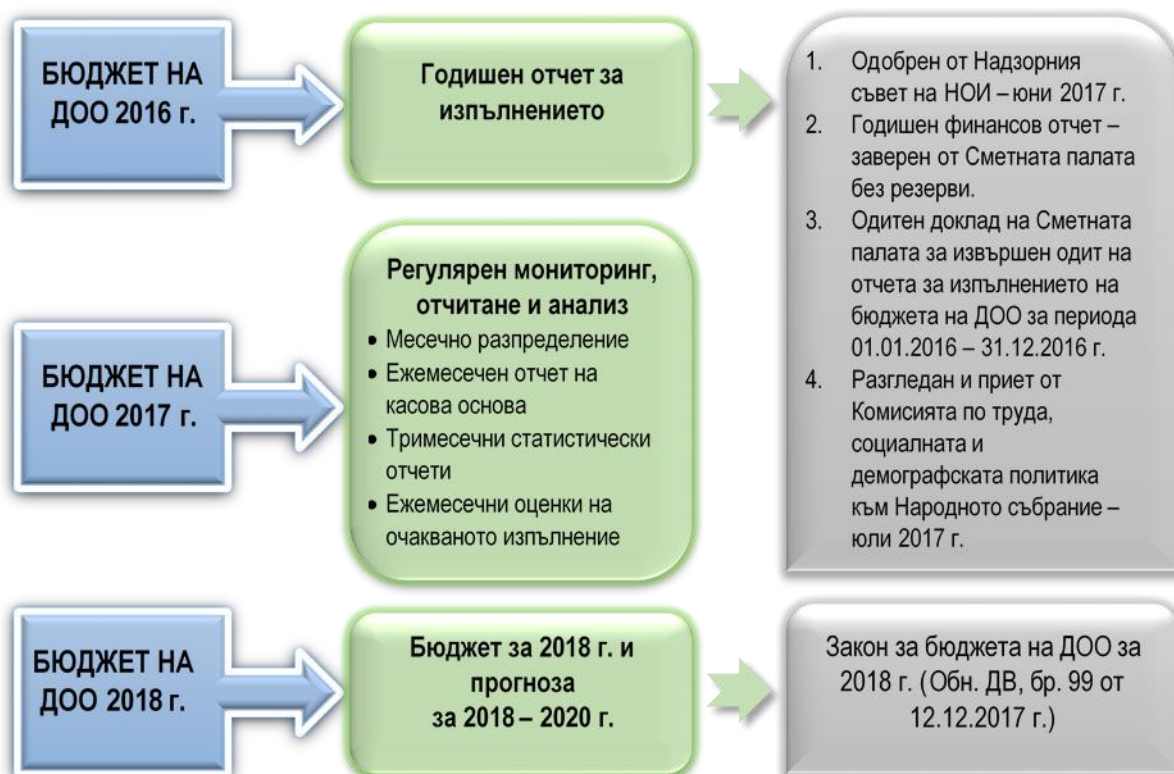 БЮДЖЕТ НА
ДОО 2016 г.
Годишен отчет за
изпълнението
1. Одобрен от Надзорния
съвет на НОИ – юни 2017 г.
2. Годишен финансов отчет –
заверен от Сметната палата
без резерви.
3. Одитен доклад на Сметната
палата за извършен одит на
отчета за изпълнението на
бюджета на ДОО за периода
01.01.2016 – 31.12.2016 г.
4. Разгледан и приет от
Комисията по труда,
социалната и
демографската политика
към Народното събрание –
юли 2017 г.
БЮДЖЕТ НА
ДОО 2017 г.
Регулярен мониторинг,
отчитане и анализ
• Месечно разпределение
• Ежемесечен отчет на
касова основа
• Тримесечни статистически
отчети
• Ежемесечни оценки на
очакваното изпълнение
БЮДЖЕТ НА
ДОО 2018 г.
Бюджет за 2018 г. и
прогноза
за 2018 – 2020 г.
Закон за бюджета на ДОО за
2018 г. (Обн. ДВ, бр. 99 от
12.12.2017 г.)